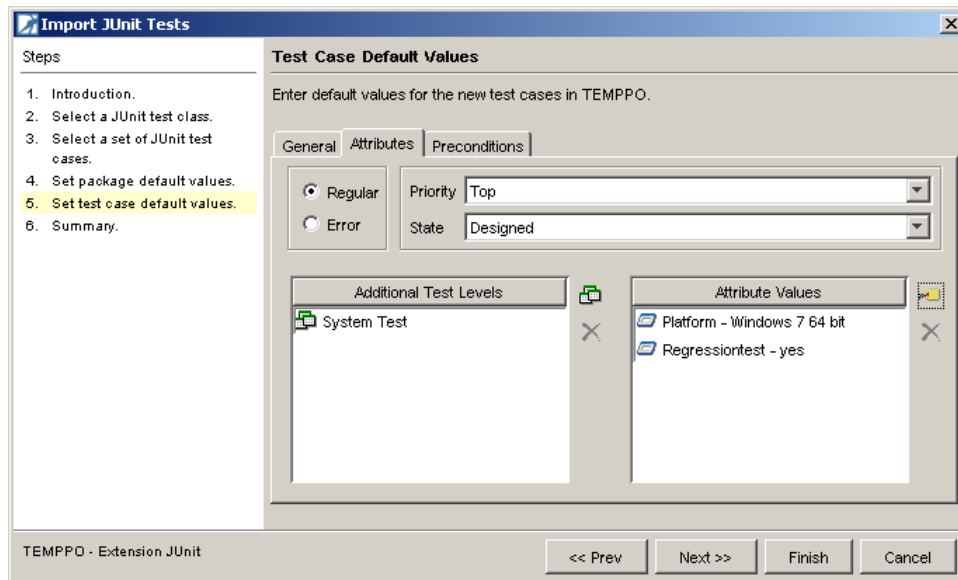 Import JUnit Tests
Steps
1. Introduction.
2. Select a JUnit test class.
3. Select a set of JUnit test
cases.
4. Set package default values.
5. Set test case default values.
6. Summary.
Test Case Default Values
Enter default values for the new test cases in TEMPPO.
General Attributes Preconditions
Regular
Error
Priority Top
State Designed
Additional Test Levels
System Test
Attribute Values
Platform - Windows 7 64 bit
Regressiontest - yes
TEMPPO - Extension JUnit
<< Prev Next >> Finish Cancel